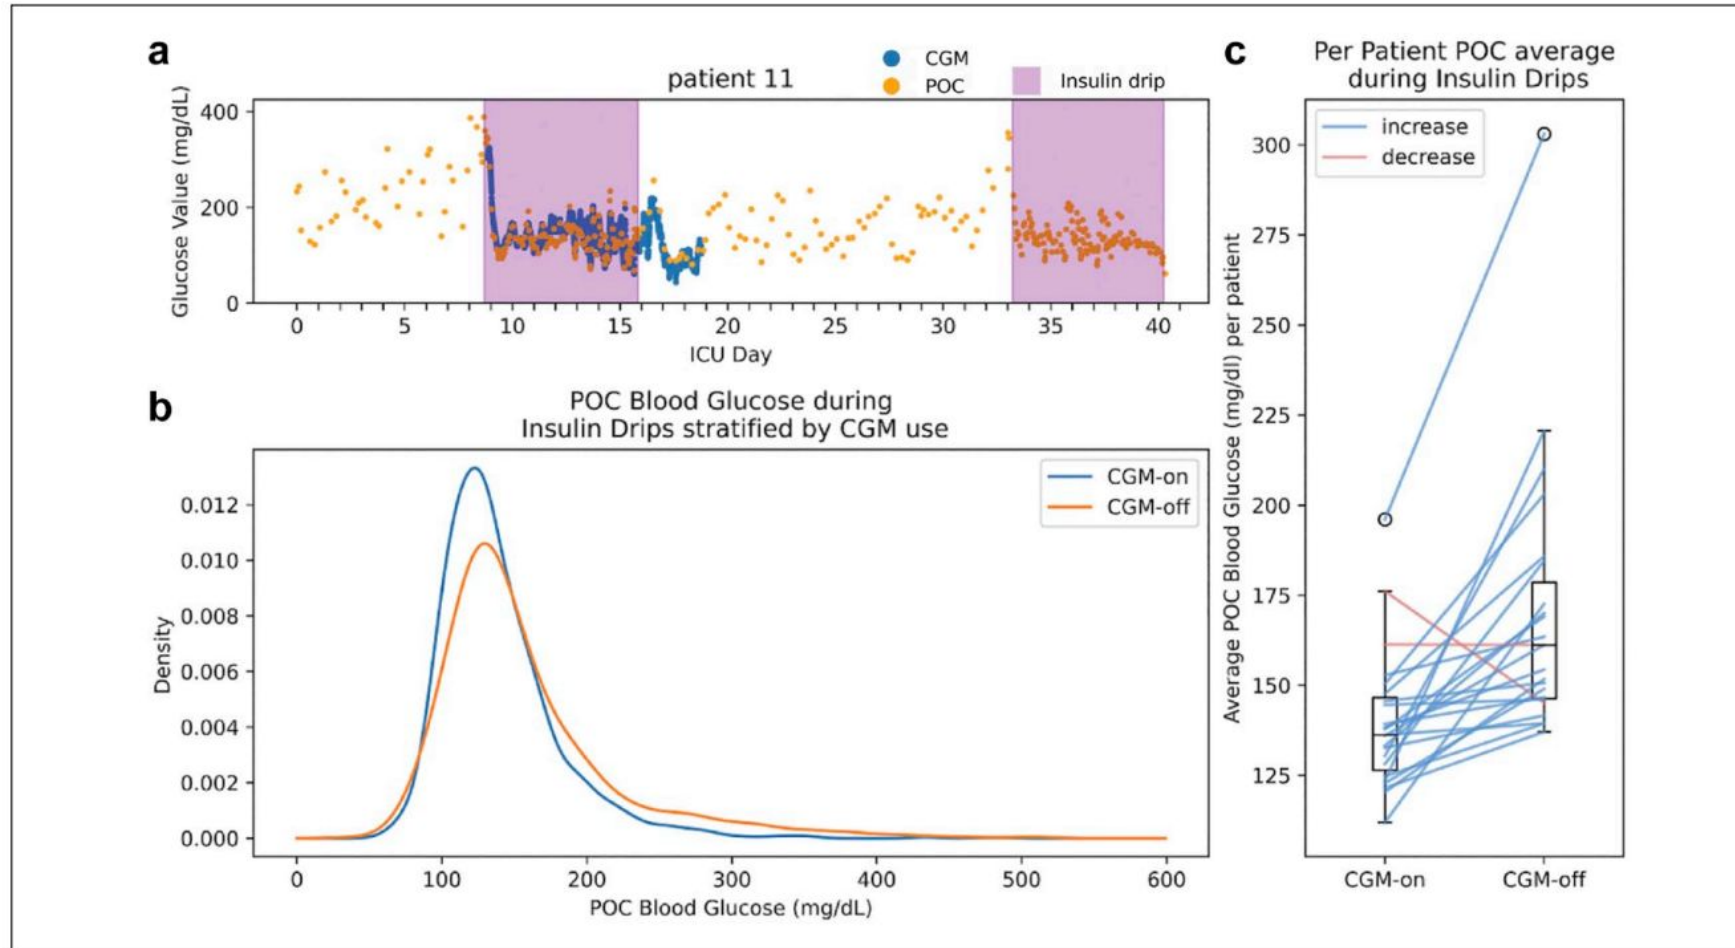 a
patient 11
CGM
POC
Insulin drip
Glucose Value (mg/dL)
400
200
0
0 5 10 15 20 25 30 35 40
ICU Day
b
POC Blood Glucose during
Insulin Drips stratified by CGM use
CGM-on
CGM-off
Density
0.012
0.010
0.008
0.006
0.004
0.002
0.000
0 100 200 300 400 500 600
POC Blood Glucose (mg/dL)
c
Per Patient POC average
during Insulin Drips
increase
decrease
Average POC Blood Glucose (mg/dl) per patient
300
275
250
225
200
175
150
125
CGM-on CGM-off